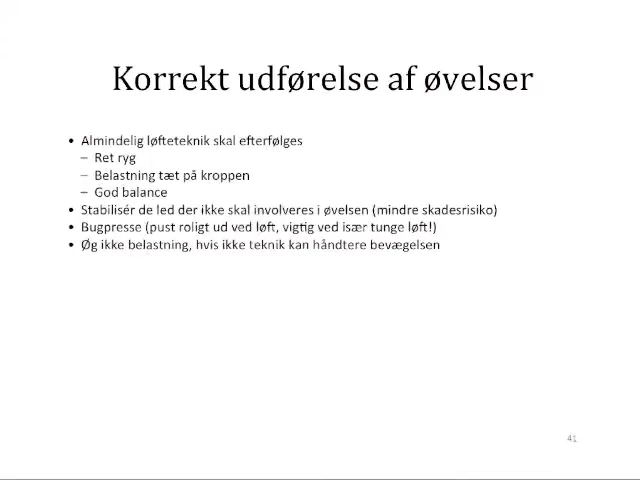 Korrekt udførelse af øvelser
• Almindelig løfteteknik skal efterfølges
– Ret ryg
– Belastning tæt på kroppen
– God balance
• Stabilisér de led der ikke skal involveres i øvelsen (mindre skadesrisiko)
• Bugpresse (pust roligt ud ved løft, vigtig ved især tunge løft!)
• Øg ikke belastning, hvis ikke teknik kan håndtere bevægelsen
41